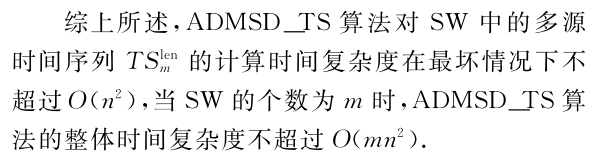 综上所述,ADMSD_TS 算法对 SW 中的多源
时间序列 $TS_m^{len}$ 的计算时间复杂度在最坏情况下不
超过 $O(n^2)$,当 SW 的个数为 $m$ 时,ADMSD_TS 算
法的整体时间复杂度不超过 $O(mn^2)$.